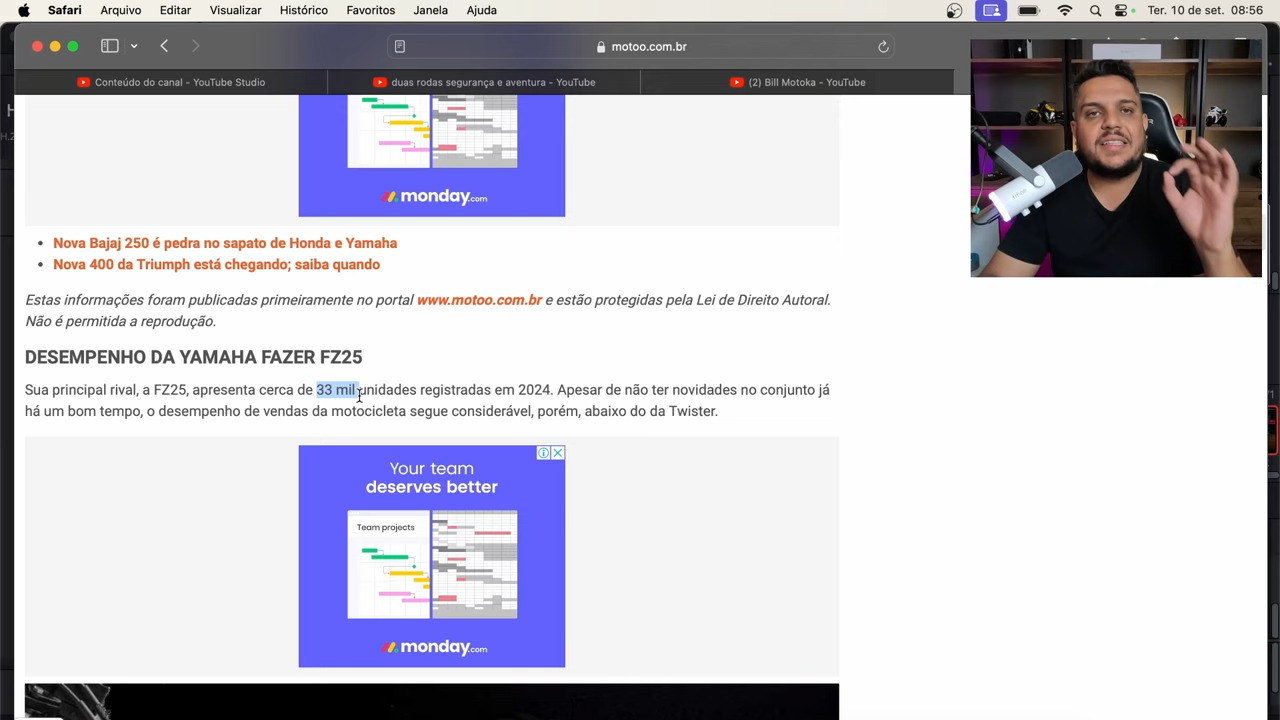 Safari Arquivo Editar Visualizar Histórico Favoritos Janela Ajuda Ter. 10 de set. 08:56
motoo.com.br
Conteúdo do canal - YouTube Studio
duas rodas segurança e aventura - YouTube
(2) Bill Motoka - YouTube
monday.com
Nova Bajaj 250 é pedra no sapato de Honda e Yamaha
Nova 400 da Triumph está chegando; saiba quando
Estas informações foram publicadas primeiramente no portal www.motoo.com.br e estão protegidas pela Lei de Direito Autoral.
Não é permitida a reprodução.
DESEMPENHO DA YAMAHA FAZER FZ25
Sua principal rival, a FZ25, apresenta cerca de 33 mil unidades registradas em 2024. Apesar de não ter novidades no conjunto já
há um bom tempo, o desempenho de vendas da motocicleta segue considerável, porém, abaixo do da Twister.
Your team
deserves better
Team projects
monday.com